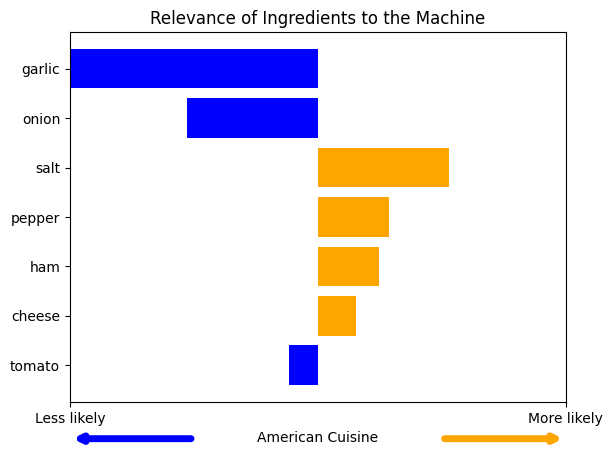 Relevance of Ingredients to the Machine
garlic
onion
salt
pepper
ham
cheese
tomato
Less likely More likely
American Cuisine